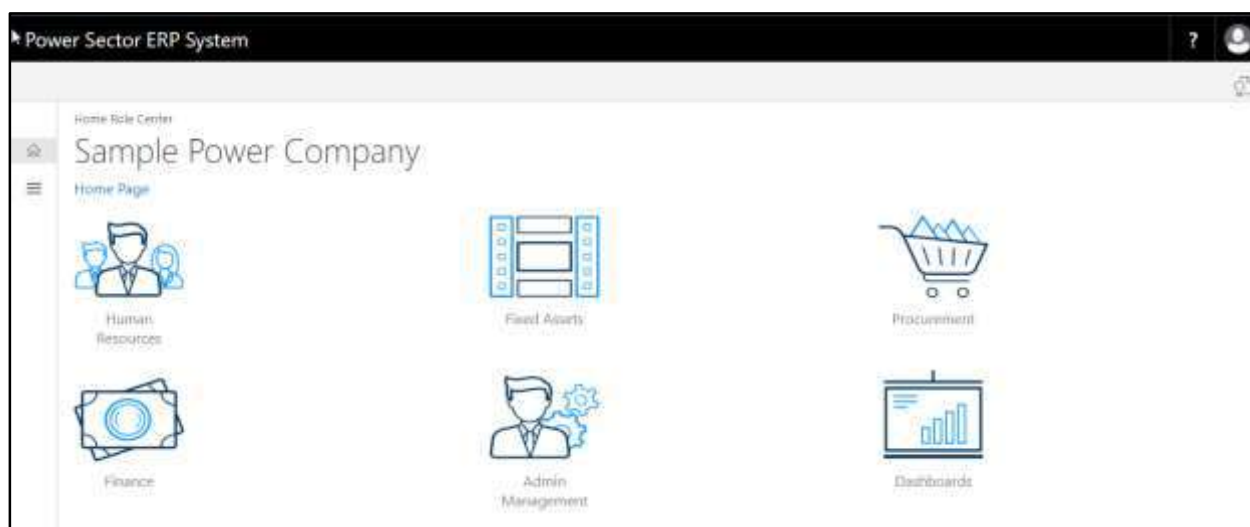 Power Sector ERP System
?
Home Role Center
Sample Power Company
Home Page
Human
Resources
Fixed Assets
Procurement
Finance
Admin
Management
Dashboards